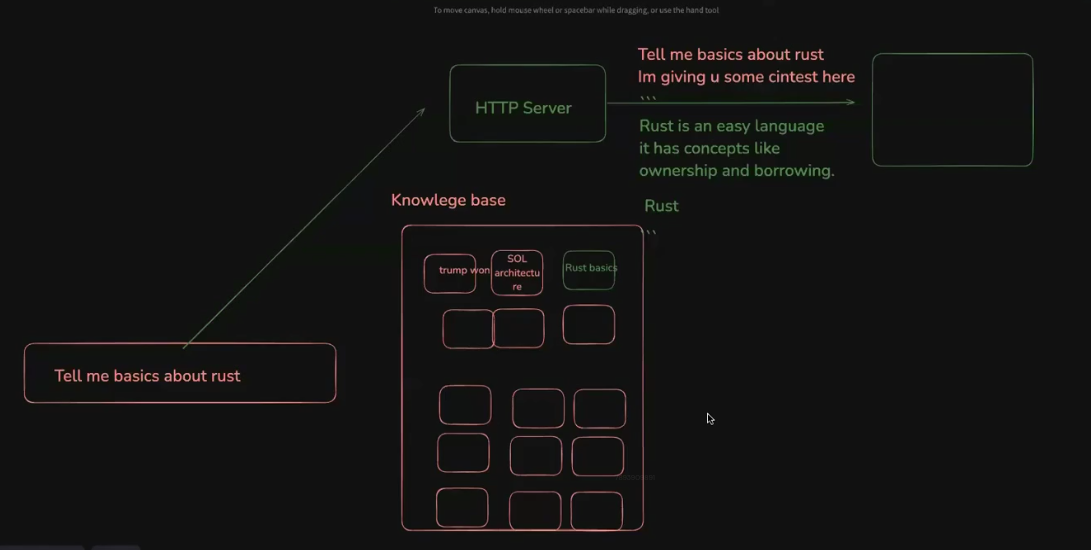 To move canvas, hold mouse wheel or spacebar while dragging, or use the hand tool
Tell me basics about rust
Im giving u some cintest here
```
HTTP Server
Rust is an easy language
it has concepts like
ownership and borrowing.
Rust
```
Knowlege base
trump won
SOL
architectu
re
Rust basics
Tell me basics about rust